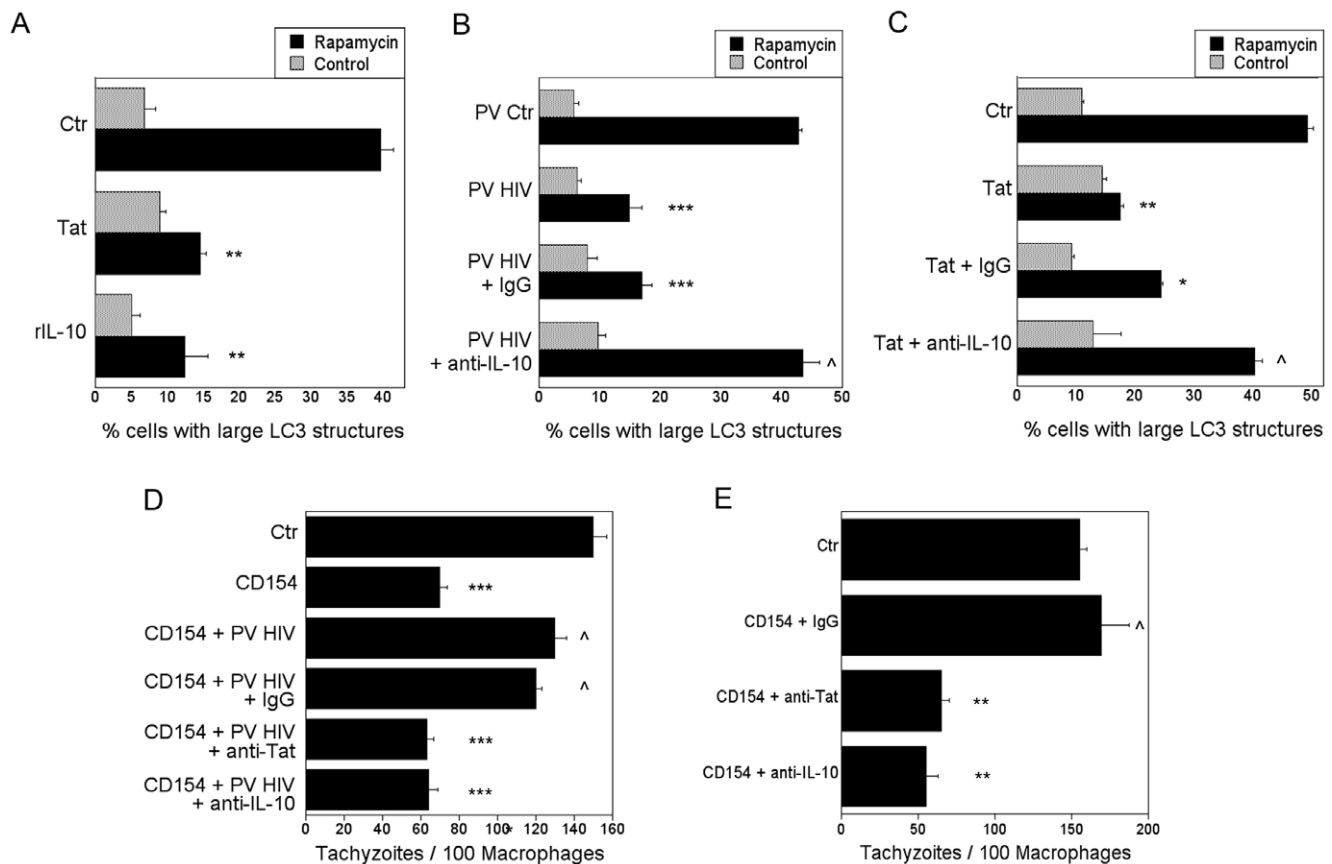 A
Rapamycin
Control
Ctr
Tat
**
rIL-10
**
0 5 10 15 20 30 40
% cells with large LC3 structures
B
Rapamycin
Control
PV Ctr
PV HIV
***
PV HIV
+ IgG
***
PV HIV
+ anti-IL-10
^
0 10 20 30 40 50
% cells with large LC3 structures
C
Rapamycin
Control
Ctr
Tat
**
Tat + IgG
*
Tat + anti-IL-10
^
0 10 20 30 40 50
% cells with large LC3 structures
D
Ctr
CD154
***
CD154 + PV HIV
^
CD154 + PV HIV
+ IgG
^
CD154 + PV HIV
+ anti-Tat
***
CD154 + PV HIV
+ anti-IL-10
***
0 20 40 60 80 100 * 120 140 160
Tachyzoites / 100 Macrophages
E
Ctr
CD154 + IgG
^
CD154 + anti-Tat
**
CD154 + anti-IL-10
**
0 50 100 150 200
Tachyzoites / 100 Macrophages